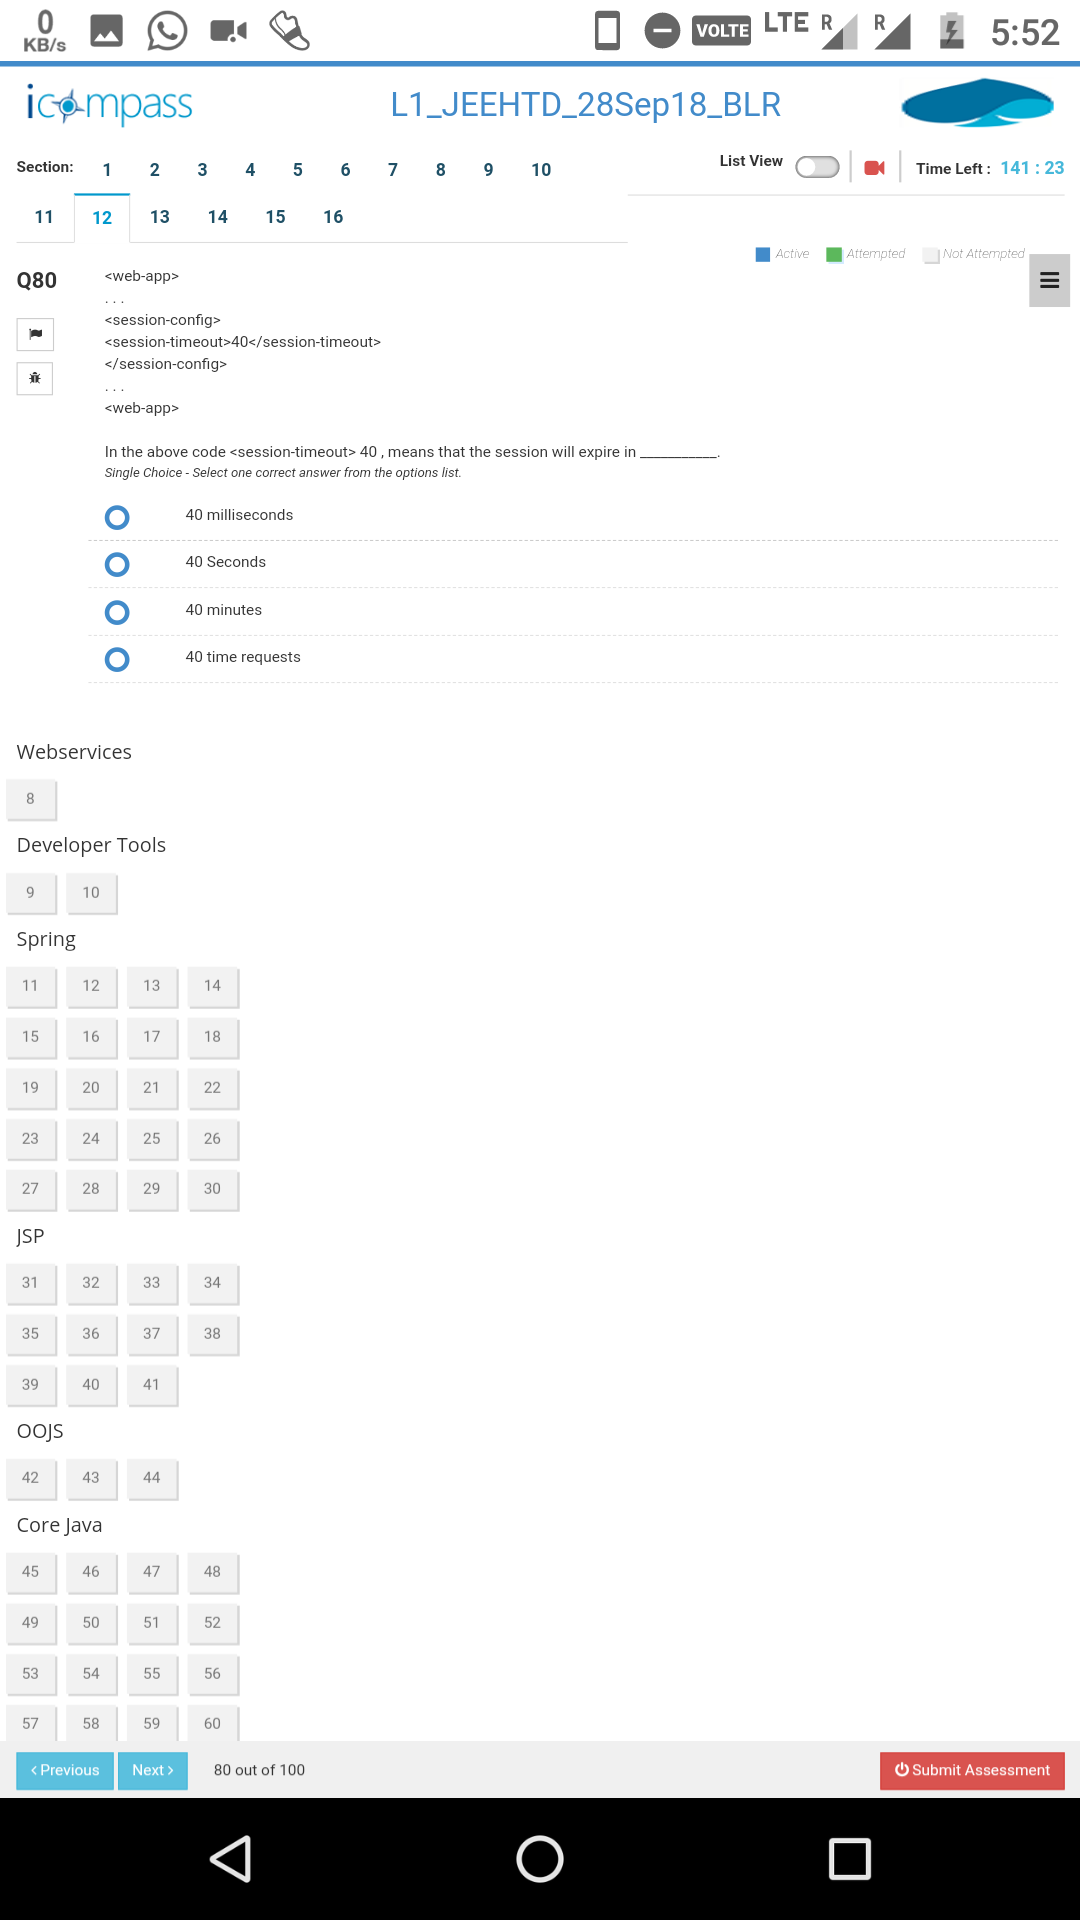 0
KB/s
VOLTE
LTE
R
R
5:52
icompass
L1_JEEHTD_28Sep18_BLR
Section:
1
2
3
4
5
6
7
8
9
10
List View
Time Left :
141 : 23
11
12
13
14
15
16
Active
Attempted
Not Attempted
Q80
<web-app>
. . .
<session-config>
<session-timeout>40</session-timeout>
</session-config>
. . .
<web-app>
In the above code <session-timeout> 40 , means that the session will expire in ___________.
Single Choice - Select one correct answer from the options list.
40 milliseconds
40 Seconds
40 minutes
40 time requests
Webservices
8
Developer Tools
9 10
Spring
11 12 13 14
15 16 17 18
19 20 21 22
23 24 25 26
27 28 29 30
JSP
31 32 33 34
35 36 37 38
39 40 41
OOJS
42 43 44
Core Java
45 46 47 48
49 50 51 52
53 54 55 56
57 58 59 60
Previous
Next
80 out of 100
Submit Assessment